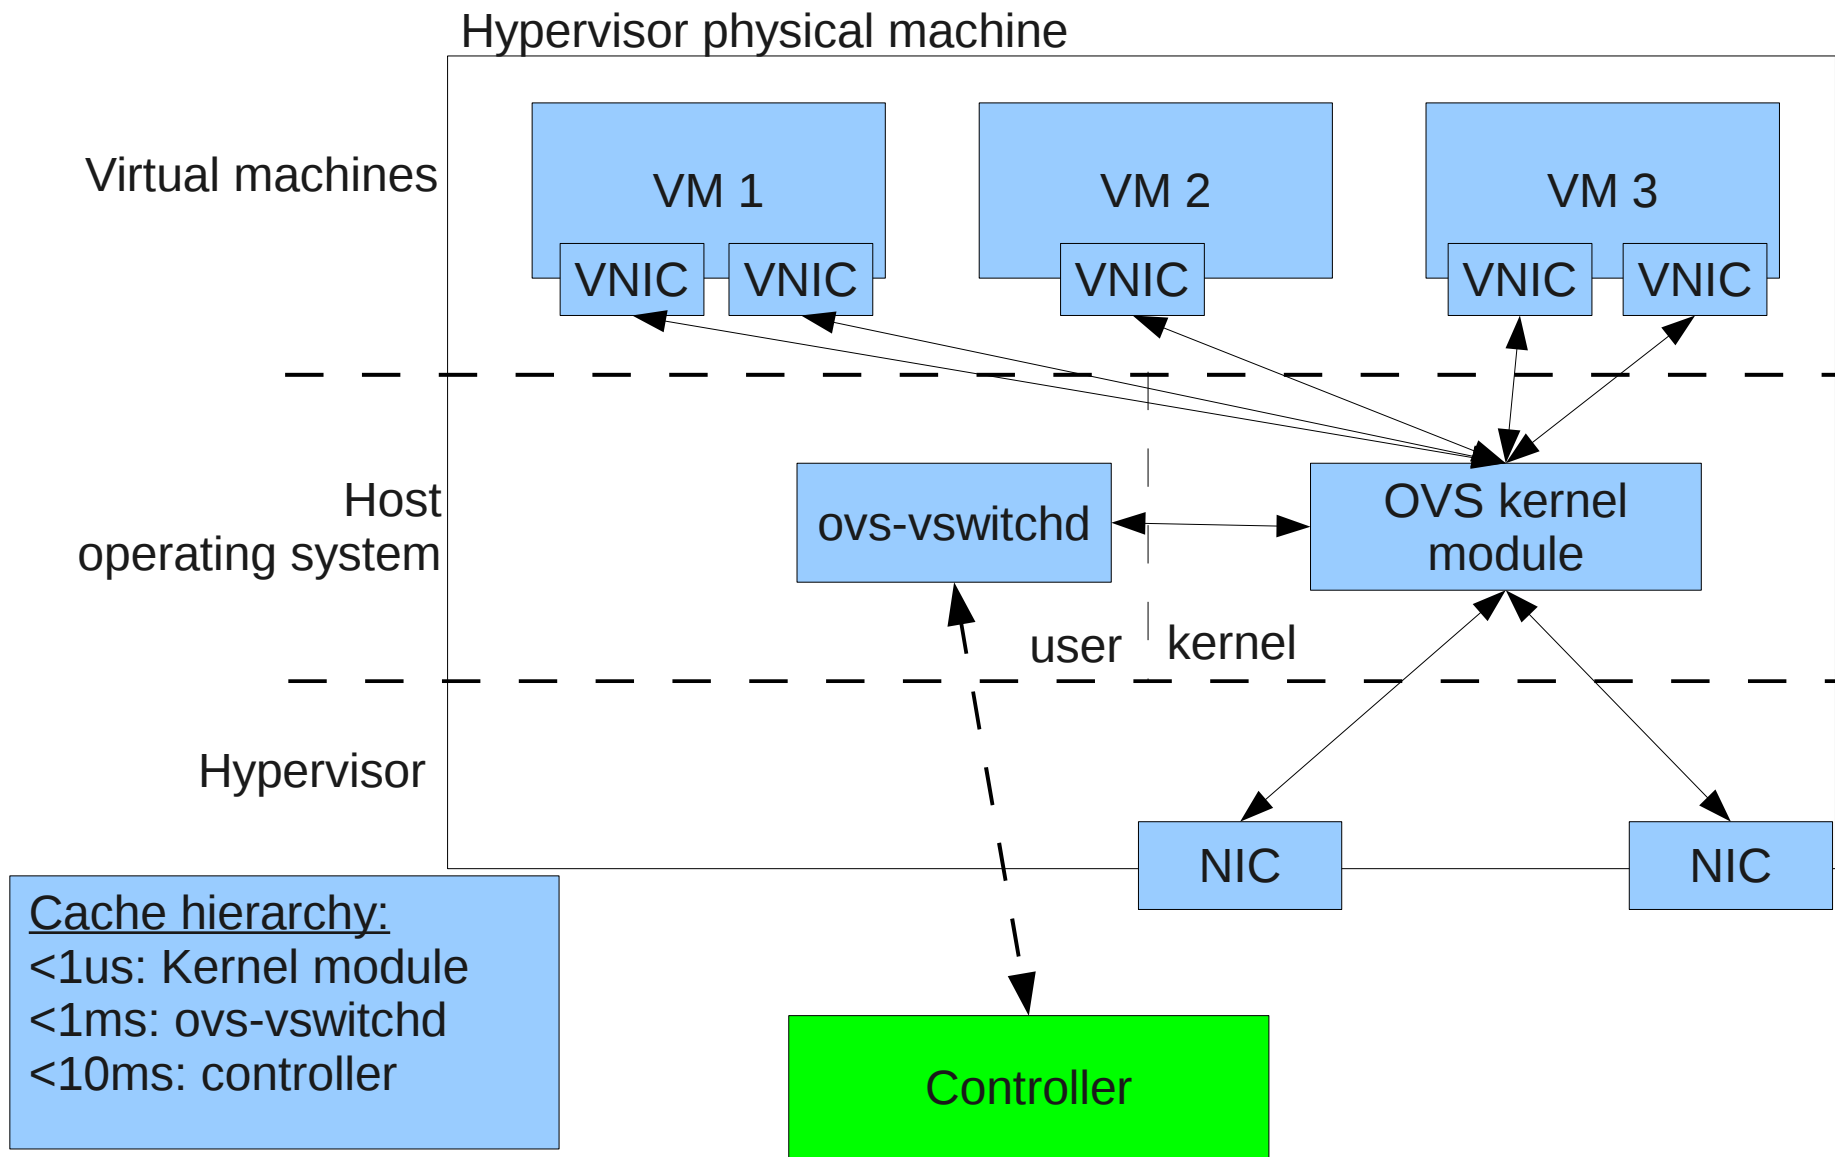 Hypervisor physical machine
Virtual machines
VM 1
VM 2
VM 3
VNIC
VNIC
VNIC
VNIC
VNIC
Host
operating system
ovs-vswitchd
OVS kernel
module
user
kernel
Hypervisor
NIC
NIC
Cache hierarchy:
<1us: Kernel module
<1ms: ovs-vswitchd
<10ms: controller
Controller